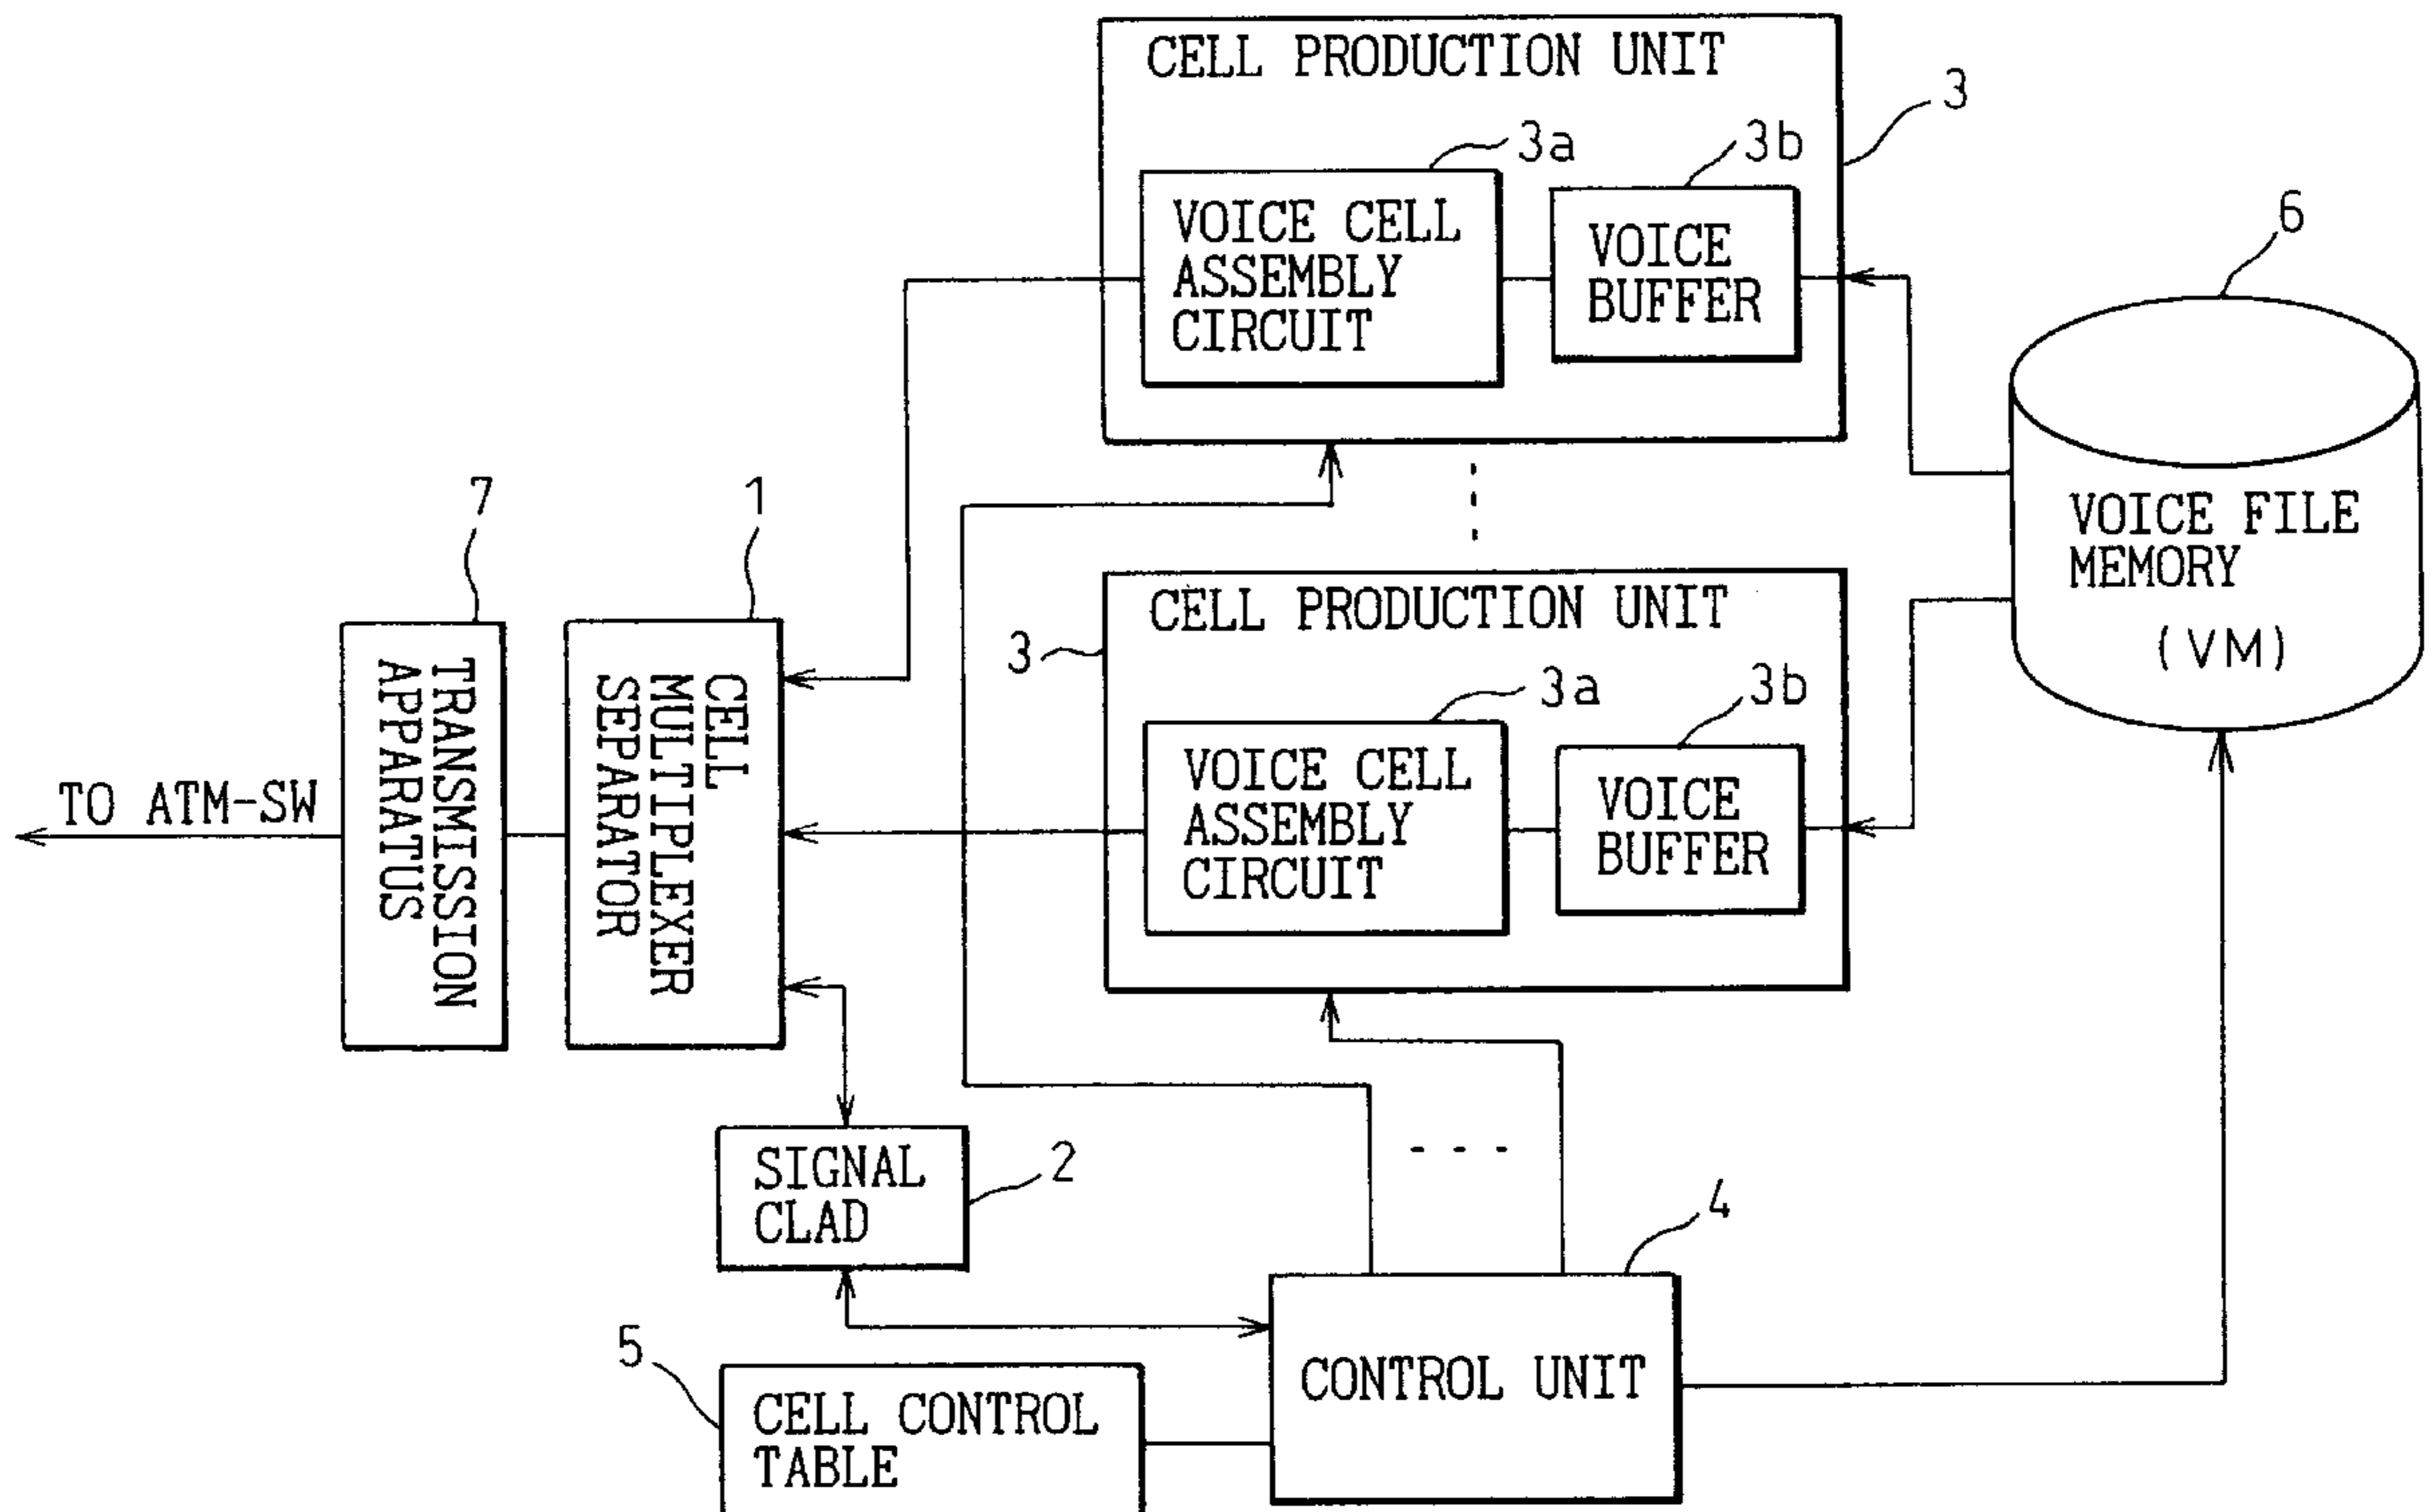 CELL PRODUCTION UNIT
3
3a
3b
VOICE CELL
ASSEMBLY
CIRCUIT
VOICE
BUFFER
6
VOICE FILE
MEMORY
(VM)
7
1
CELL PRODUCTION UNIT
3
3a
3b
VOICE CELL
ASSEMBLY
CIRCUIT
VOICE
BUFFER
TRANSMISSION
APPARATUS
CELL
MULTIPLEXER
SEPARATOR
TO ATM-SW
SIGNAL
CLAD
2
4
CONTROL UNIT
5
CELL CONTROL
TABLE